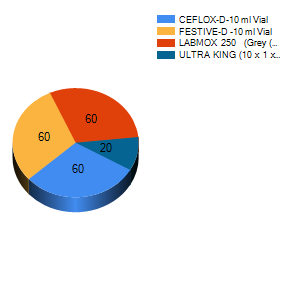 CEFLOX-D-10 ml Vial
FESTIVE-D -10 ml Vial
LABMOX 250 (Grey (..
ULTRA KING (10 x 1 x..
60
60
20
60